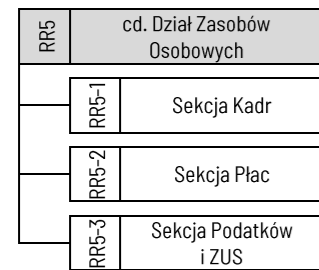 RR5
cd. Dział Zasobów
Osobowych
RR5-1
Sekcja Kadr
RR5-2
Sekcja Płac
RR5-3
Sekcja Podatków
i ZUS